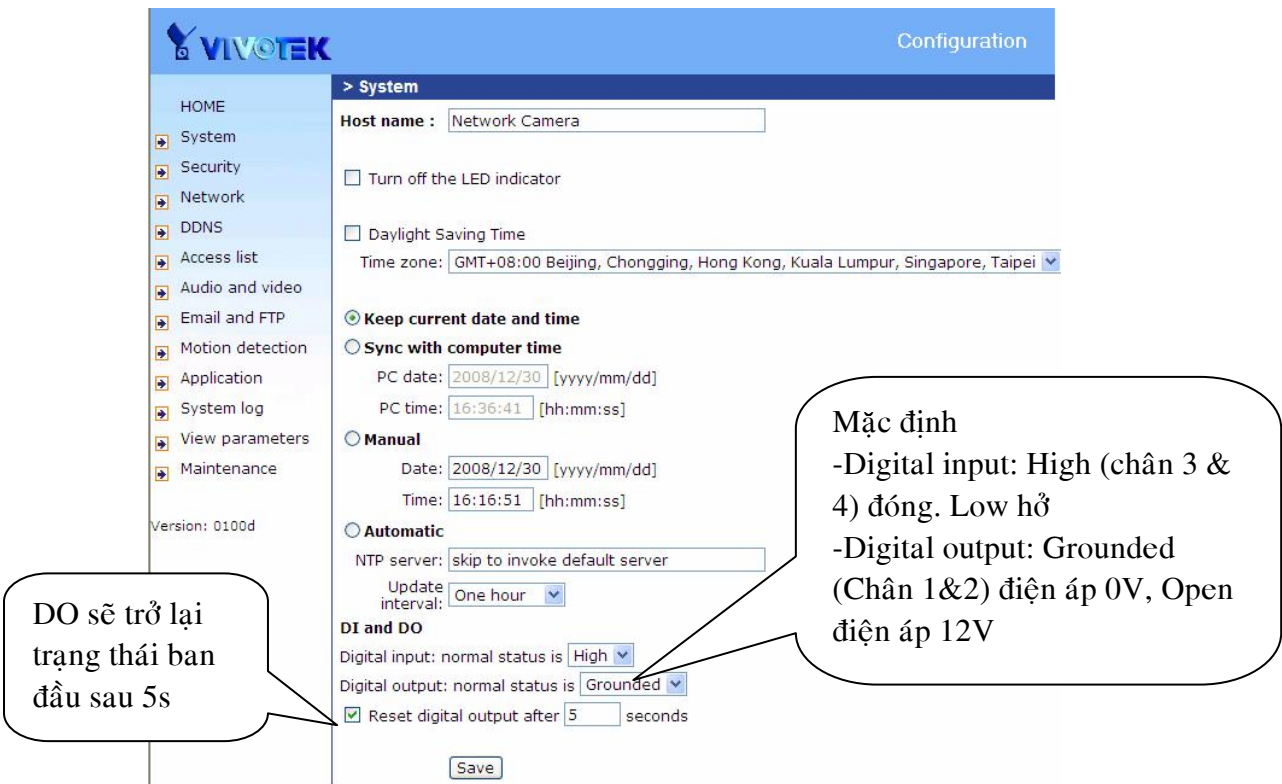 VIVOTEK
Configuration
HOME
System
Security
Network
DDNS
Access list
Audio and video
Email and FTP
Motion detection
Application
System log
View parameters
Maintenance
Version: 0100d
> System
Host name : Network Camera
Turn off the LED indicator
Daylight Saving Time
Time zone: GMT+08:00 Beijing, Chongging, Hong Kong, Kuala Lumpur, Singapore, Taipei
Keep current date and time
Sync with computer time
PC date: 2008/12/30 [yyyy/mm/dd]
PC time: 16:36:41 [hh:mm:ss]
Manual
Date: 2008/12/30 [yyyy/mm/dd]
Time: 16:16:51 [hh:mm:ss]
Automatic
NTP server: skip to invoke default server
Update
interval: One hour
DI and DO
Digital input: normal status is High
Digital output: normal status is Grounded
Reset digital output after 5 seconds
Save
Mặc định
-Digital input: High (chân 3 &
4) đóng. Low hở
-Digital output: Grounded
(Chân 1&2) điện áp 0V, Open
điện áp 12V
DO sẽ trở lại
trạng thái ban
đầu sau 5s